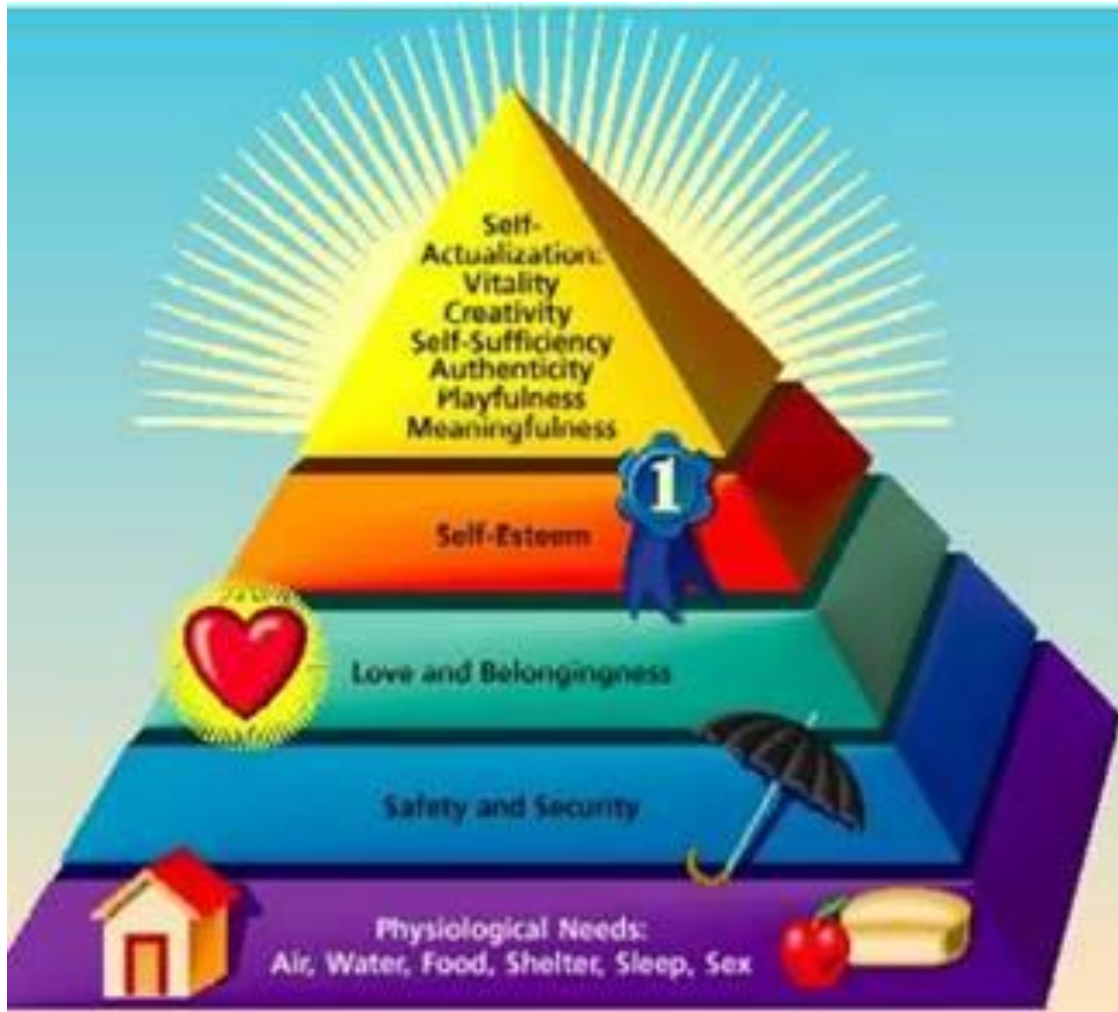 Self-
Actualization:
Vitality
Creativity
Self-Sufficiency
Authenticity
Playfulness
Meaningfulness
1
Self-Esteem
Love and Belongingness
Safety and Security
Physiological Needs:
Air, Water, Food, Shelter, Sleep, Sex